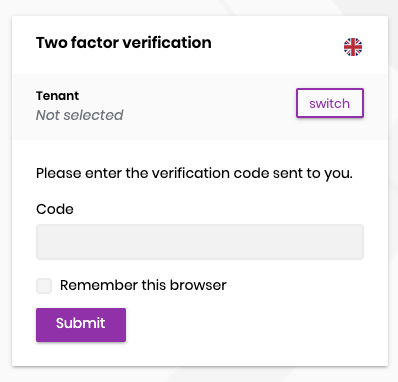 Two factor verification
Tenant
Not selected
switch
Please enter the verification code sent to you.
Code
Remember this browser
Submit